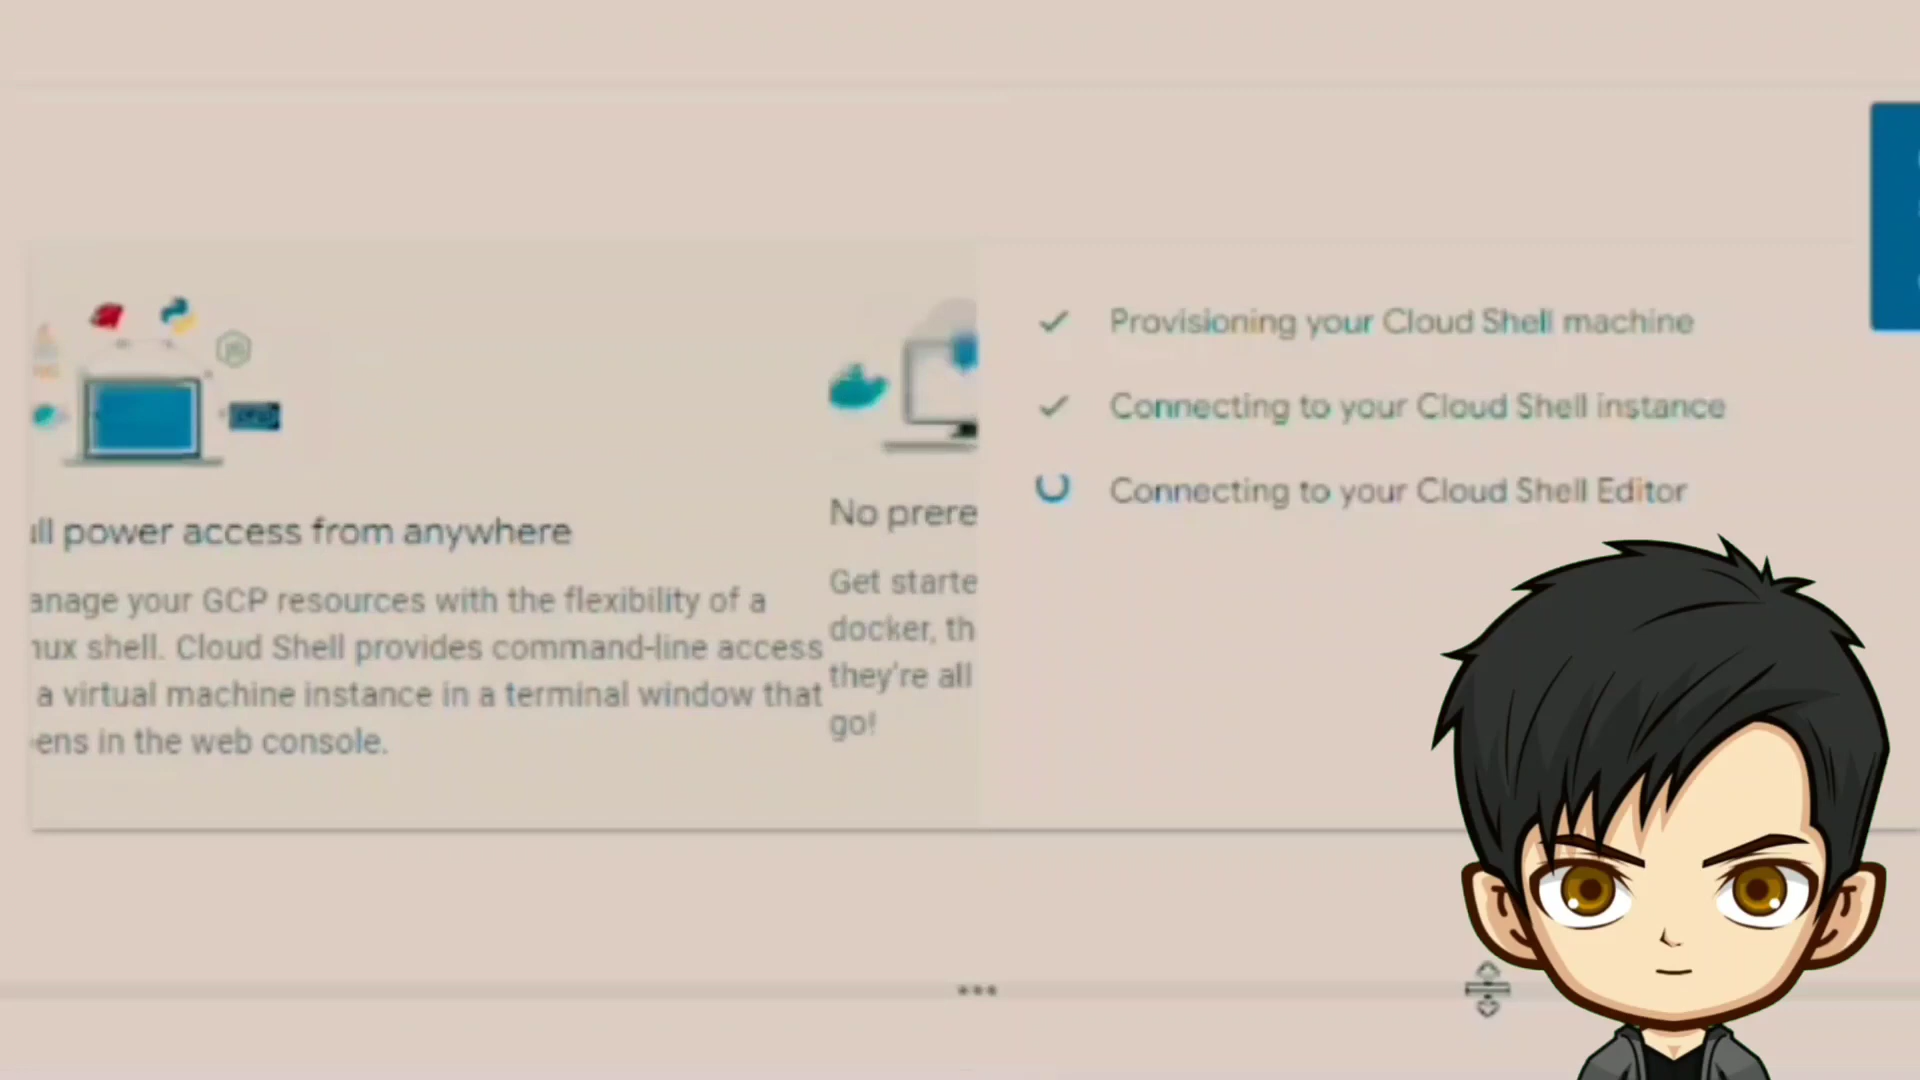 ll power access from anywhere
anage your GCP resources with the flexibility of a
nux shell. Cloud Shell provides command-line access
a virtual machine instance in a terminal window that
ens in the web console.
No prere
Get starte
docker, th
they're all
go!
Provisioning your Cloud Shell machine
Connecting to your Cloud Shell instance
Connecting to your Cloud Shell Editor